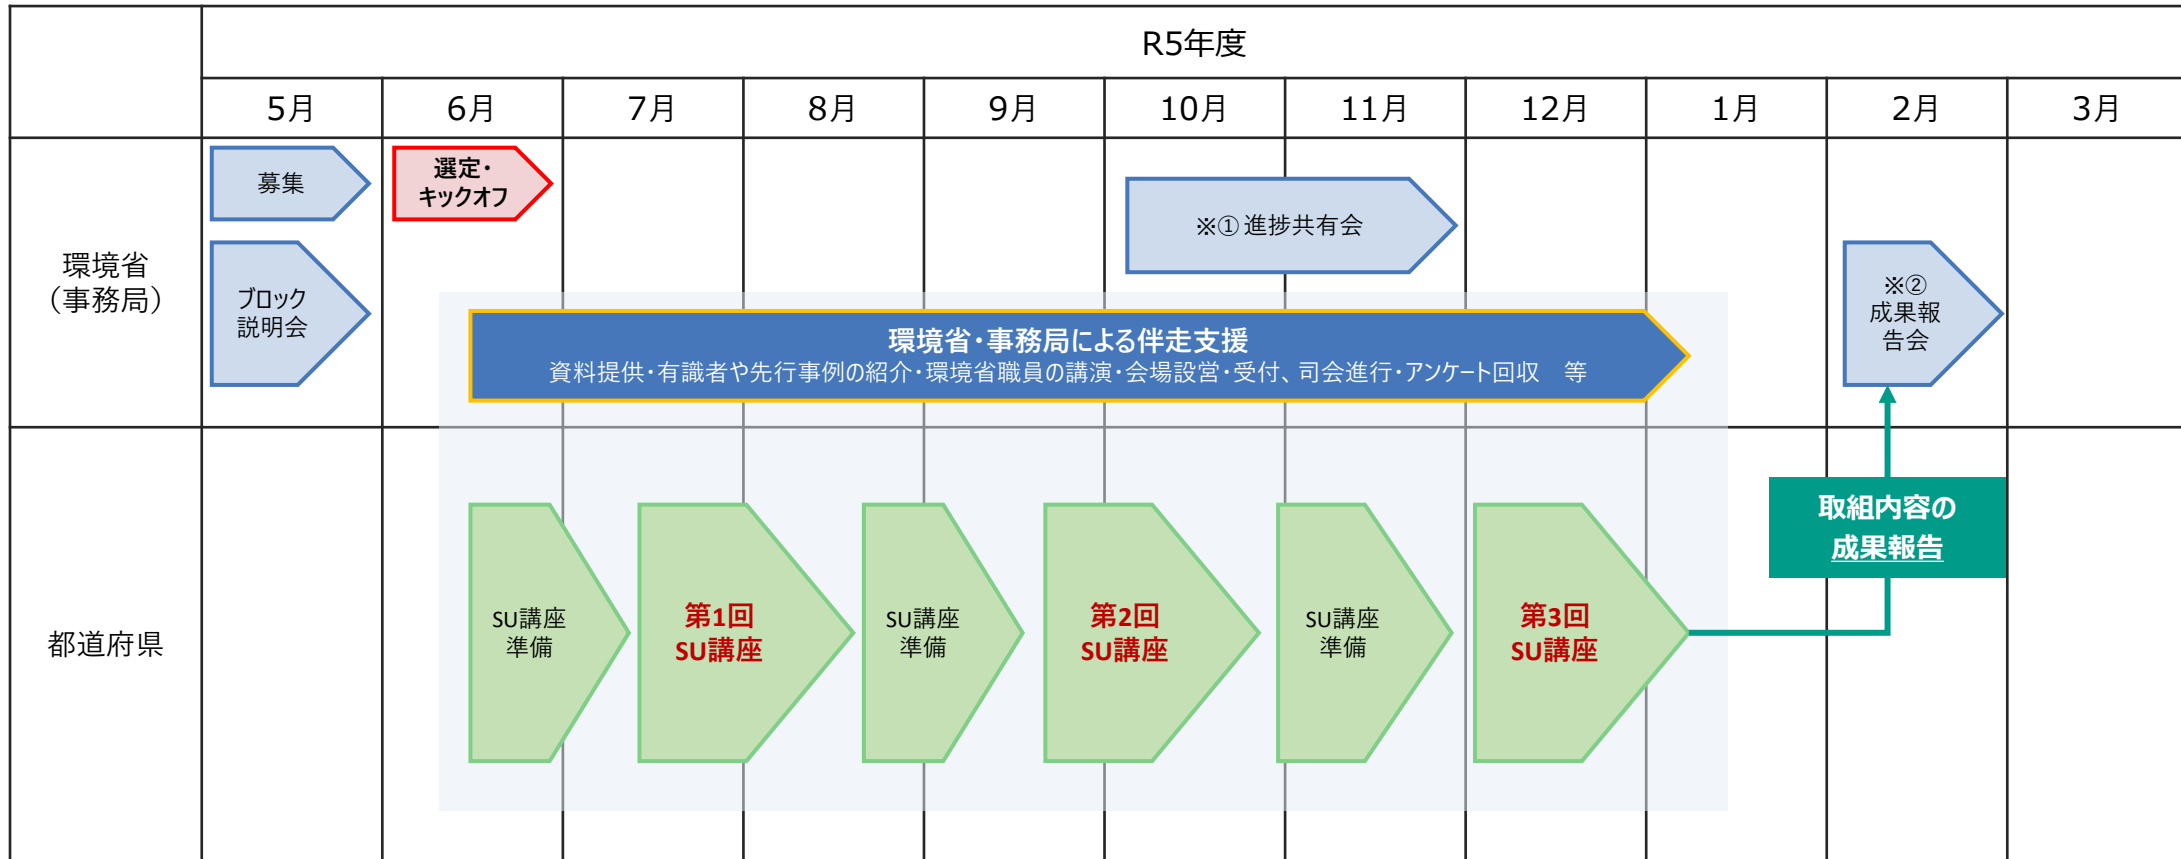 R5年度
5月
6月
7月
8月
9月
10月
11月
12月
1月
2月
3月
環境省
（事務局）
募集
選定・
キックオフ
ブロック
説明会
※①進捗共有会
※②
成果報
告会
環境省・事務局による伴走支援
資料提供・有識者や先行事例の紹介・環境省職員の講演・会場設営・受付、司会進行・アンケート回収　等
都道府県
SU講座
準備
第1回
SU講座
SU講座
準備
第2回
SU講座
SU講座
準備
第3回
SU講座
取組内容の
成果報告